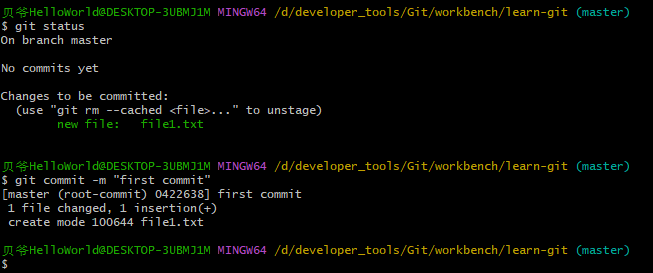 贝爷HelloWorld@DESKTOP-3UBMJ1M MINGW64 /d/developer_tools/Git/workbench/learn-git (master)
$ git status
On branch master
No commits yet
Changes to be committed:
  (use "git rm --cached <file>..." to unstage)
        new file:   file1.txt
贝爷HelloWorld@DESKTOP-3UBMJ1M MINGW64 /d/developer_tools/Git/workbench/learn-git (master)
$ git commit -m "first commit"
[master (root-commit) 0422638] first commit
 1 file changed, 1 insertion(+)
 create mode 100644 file1.txt
贝爷HelloWorld@DESKTOP-3UBMJ1M MINGW64 /d/developer_tools/Git/workbench/learn-git (master)
$